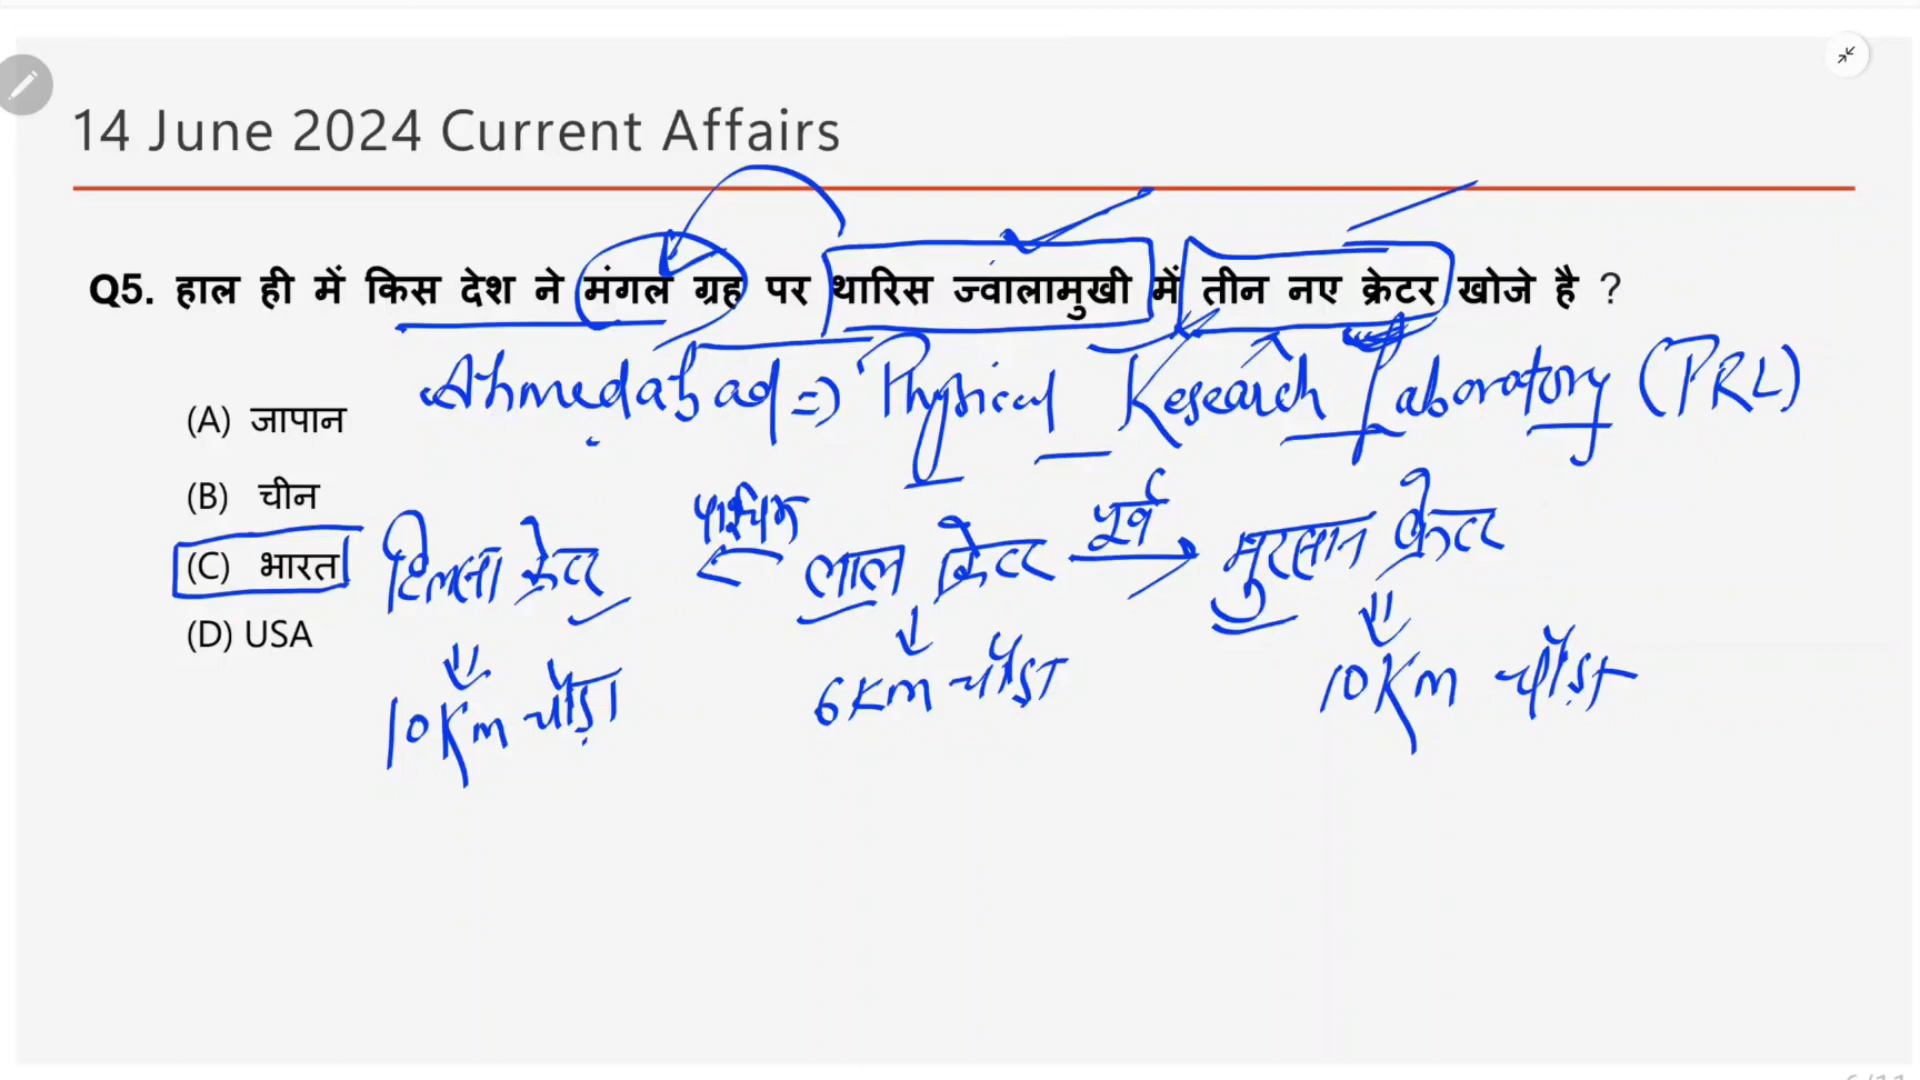 14 June 2024 Current Affairs
Q5. हाल ही में किस देश ने मंगल ग्रह पर थारिस ज्वालामुखी में तीन नए क्रेटर खोजे है ?
Ahmedabad => Physical Research Laboratory (PRL)
(A) जापान
(B) चीन
पश्चिम पूर्व
(C) भारत हिलसा क्रेटर ← लाल क्रेटर → मुरसान क्रेटर
(D) USA
10Km चौड़ा 6Km चौड़ा 10Km चौड़ा